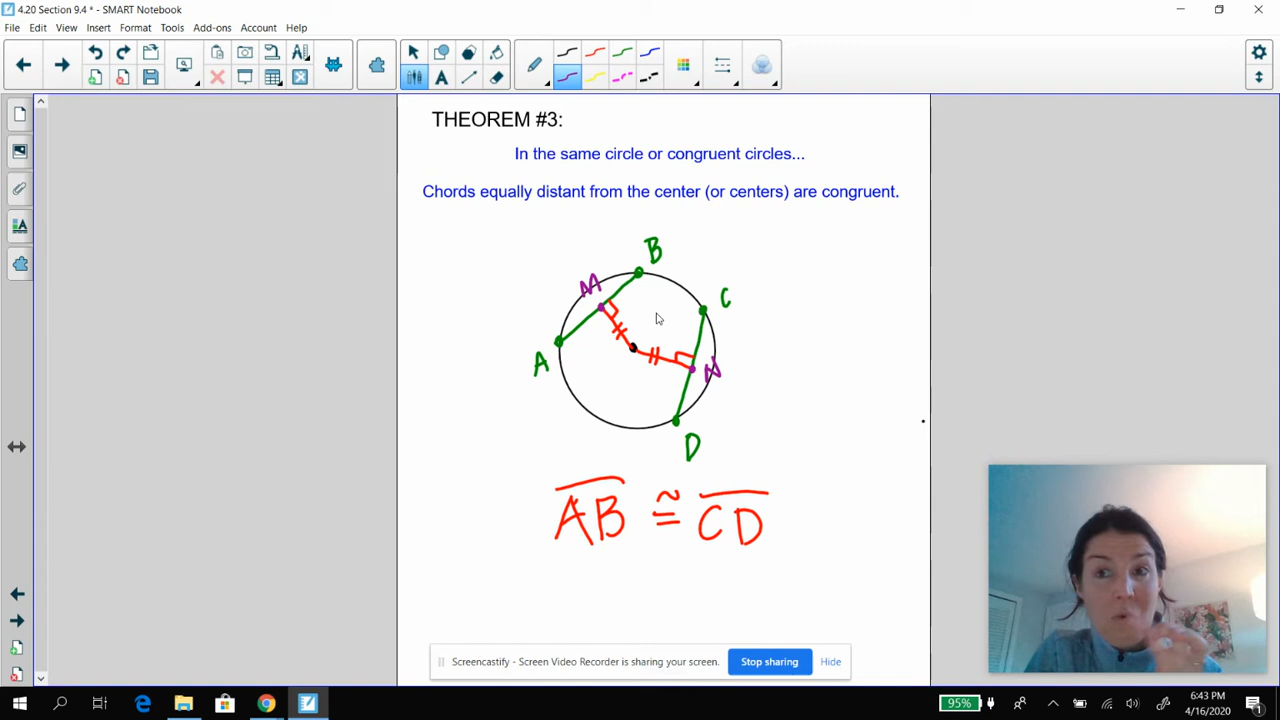 4.20 Section 9.4 * - SMART Notebook
File Edit View Insert Format Tools Add-ons Account Help
THEOREM #3:
In the same circle or congruent circles...
Chords equally distant from the center (or centers) are congruent.
B
M
C
A
N
D
AB ≅ CD
Screencastify - Screen Video Recorder is sharing your screen. Stop sharing Hide
95%
6:43 PM
4/16/2020
1